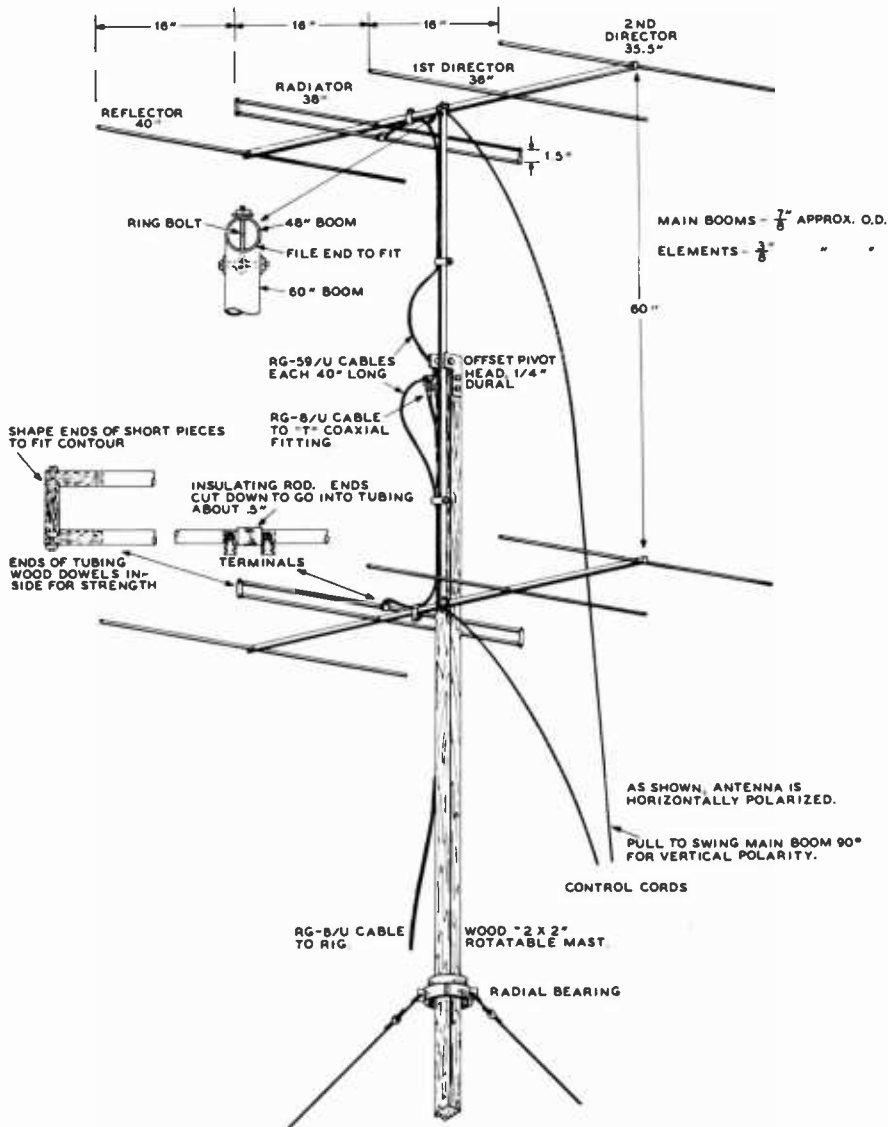 16" 16" 16"
2ND
DIRECTOR
35.5"
1ST DIRECTOR
38"
RADIATOR
38"
REFLECTOR
40"
1.5"
RING BOLT
48" BOOM
FILE END TO FIT
60" BOOM
MAIN BOOMS - 7/8" APPROX. O.D.
ELEMENTS - 3/8" " "
60"
RG-59/U CABLES
EACH 40" LONG
OFFSET PIVOT
HEAD, 1/4"
DURAL
RG-8/U CABLE
TO "T" COAXIAL
FITTING
SHAPE ENDS OF SHORT PIECES
TO FIT CONTOUR
INSULATING ROD. ENDS
CUT DOWN TO GO INTO TUBING
ABOUT .5"
TERMINALS
ENDS OF TUBING
WOOD DOWELS IN-
SIDE FOR STRENGTH
AS SHOWN, ANTENNA IS
HORIZONTALLY POLARIZED.
PULL TO SWING MAIN BOOM 90°
FOR VERTICAL POLARITY.
CONTROL CORDS
RG-8/U CABLE
TO RIG
WOOD "2 X 2"
ROTATABLE MAST
RADIAL BEARING